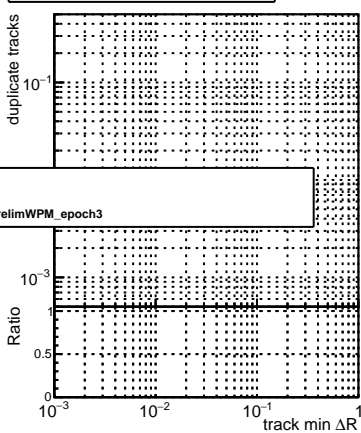 duplicate tracks
10⁻¹
relimWPM_epoch3
10⁻³
1
Ratio
0.5
0
10⁻³ 10⁻² 10⁻¹ 1
track min ΔR